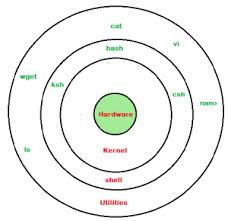 cat
bash
vi
wget
ksh
csh
nano
Hardware
ls
Kernel
shell
Utilities